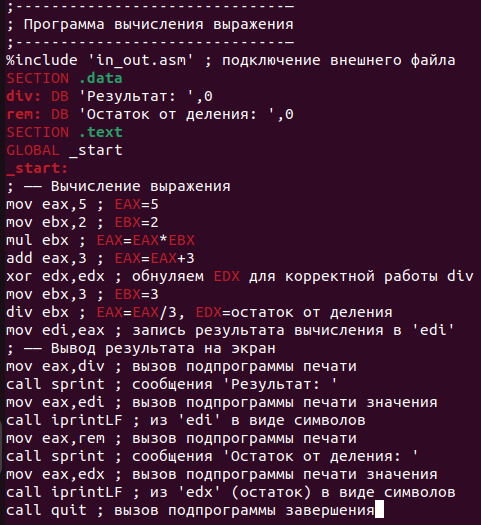 ;------------------------------—
; Программа вычисления выражения
;------------------------------—
%include 'in_out.asm' ; подключение внешнего файла
SECTION .data
div: DB 'Результат: ',0
rem: DB 'Остаток от деления: ',0
SECTION .text
GLOBAL _start
_start:
; —— Вычисление выражения
mov eax,5 ; EAX=5
mov ebx,2 ; EBX=2
mul ebx ; EAX=EAX*EBX
add eax,3 ; EAX=EAX+3
xor edx,edx ; обнуляем EDX для корректной работы div
mov ebx,3 ; EBX=3
div ebx ; EAX=EAX/3, EDX=остаток от деления
mov edi,eax ; запись результата вычисления в 'edi'
; —— Вывод результата на экран
mov eax,div ; вызов подпрограммы печати
call sprint ; сообщения 'Результат: '
mov eax,edi ; вызов подпрограммы печати значения
call iprintLF ; из 'edi' в виде символов
mov eax,rem ; вызов подпрограммы печати
call sprint ; сообщения 'Остаток от деления: '
mov eax,edx ; вызов подпрограммы печати значения
call iprintLF ; из 'edx' (остаток) в виде символов
call quit ; вызов подпрограммы завершения